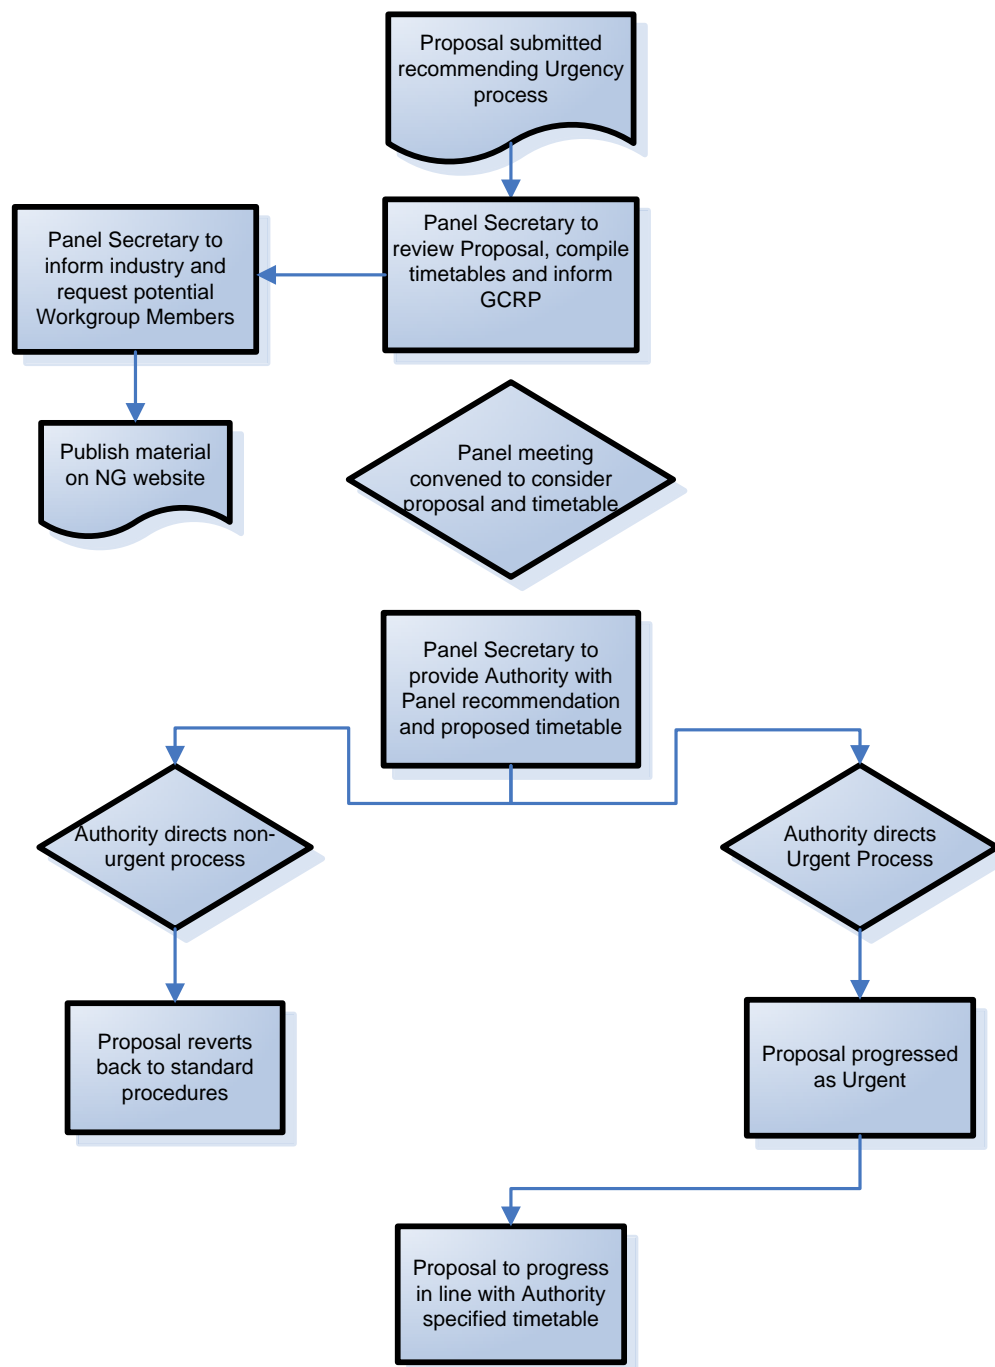 Proposal submitted
recommending Urgency
process
Panel Secretary to
review Proposal, compile
timetables and inform
GCRP
Panel Secretary to
inform industry and
request potential
Workgroup Members
Publish material
on NG website
Panel meeting
convened to consider
proposal and timetable
Panel Secretary to
provide Authority with
Panel recommendation
and proposed timetable
Authority directs non-
urgent process
Authority directs
Urgent Process
Proposal reverts
back to standard
procedures
Proposal progressed
as Urgent
Proposal to progress
in line with Authority
specified timetable